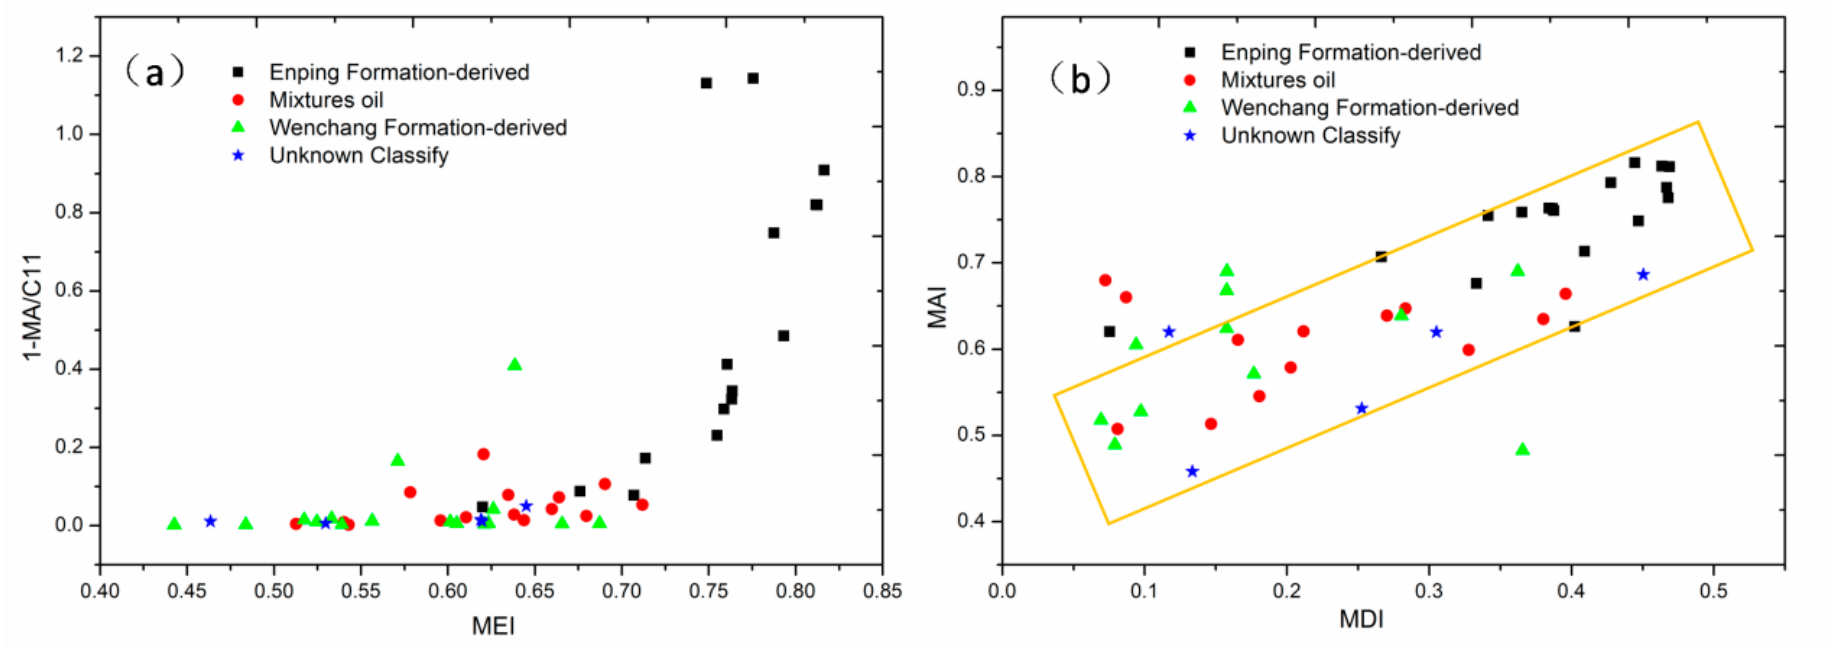 (a)
Enping Formation-derived
Mixtures oil
Wenchang Formation-derived
Unknown Classify
1.2
1.0
0.8
0.6
0.4
0.2
0.0
1-MA/C11
0.40 0.45 0.50 0.55 0.60 0.65 0.70 0.75 0.80 0.85
MEI
(b)
Enping Formation-derived
Mixtures oil
Wenchang Formation-derived
Unknown Classify
0.9
0.8
0.7
0.6
0.5
0.4
MAI
0.0 0.1 0.2 0.3 0.4 0.5
MDI